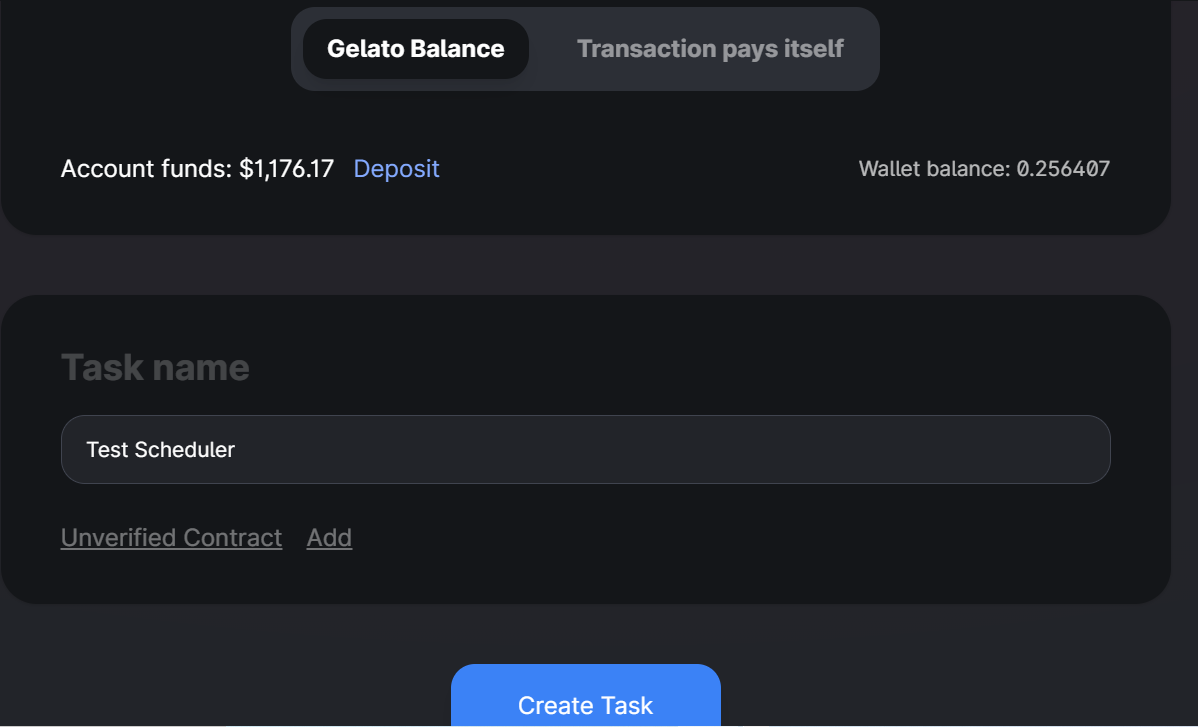 Gelato Balance Transaction pays itself
Account funds: $1,176.17 Deposit Wallet balance: 0.256407
Task name
Test Scheduler
Unverified Contract Add
Create Task